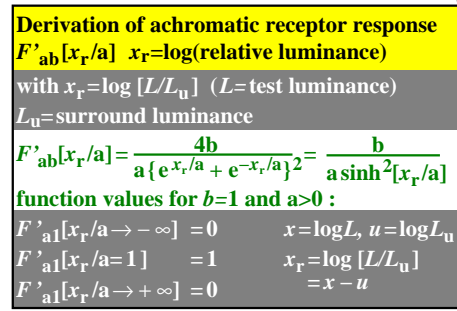 Derivation of achromatic receptor response
F’ab[xr/a] xr=log(relative luminance)
with xr=log [L/Lu] (L=test luminance)
Lu=surround luminance
F’ab[xr/a]= 4b / a{e^xr/a + e^−xr/a}^2 = b / a sinh^2[xr/a]
function values for b=1 and a>0 :
F’a1[xr/a→−∞] =0 x=logL, u=logLu
F’a1[xr/a=1] =1 xr=log [L/Lu]
F’a1[xr/a→+∞] =0 =x−u